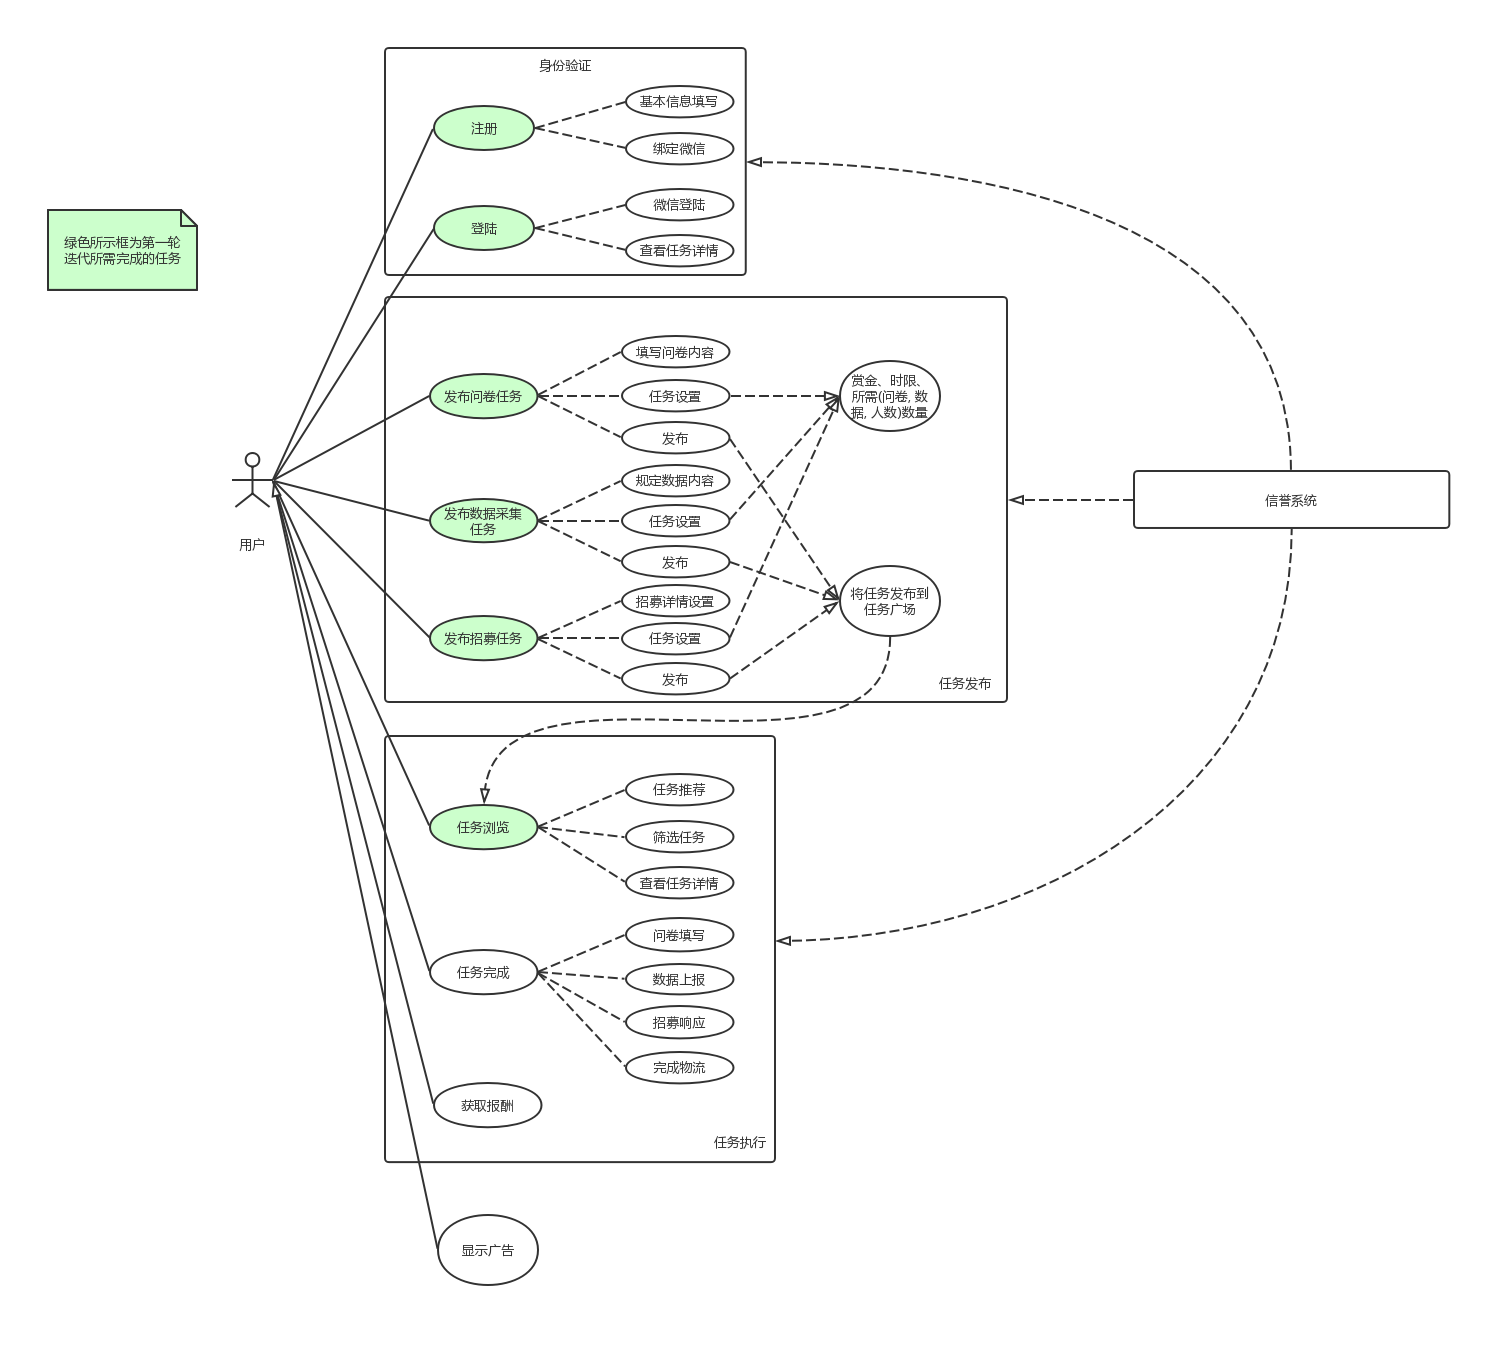 身份验证
注册
基本信息填写
绑定微信
登陆
微信登陆
查看任务详情
绿色所示框为第一轮
迭代所需完成的任务
用户
发布问卷任务
填写问卷内容
任务设置
发布
赏金、时限、
所需(问卷, 数
据, 人数)数量
发布数据采集
任务
规定数据内容
任务设置
发布
发布招募任务
招募详情设置
任务设置
发布
将任务发布到
任务广场
任务发布
信誉系统
任务浏览
任务推荐
筛选任务
查看任务详情
任务完成
问卷填写
数据上报
招募响应
完成物流
获取报酬
任务执行
显示广告